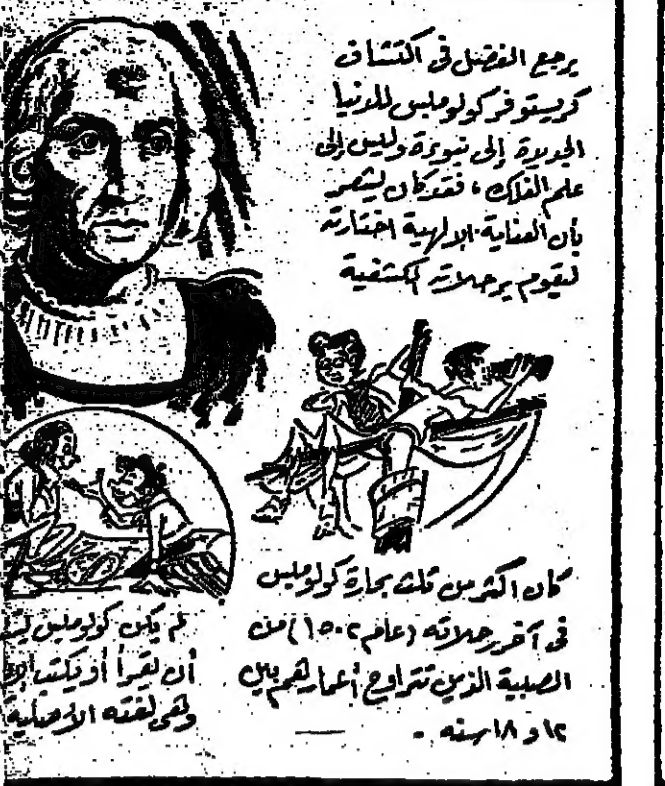 يرجع الفضل في اكتشاف
كريستوفر كولومبس للدنيا
الجديدة إلى نبوءة وليس إلى
علم الفلك ، فقد كان يشعر
بأن العناية الإلهية اختارته
ليقوم برحلاته الكشفية
كان أكثر من ثلث بحارة كولومبس
في آخر رحلاته (عام ١٥٠٢) من
الصبية الذين تتراوح أعمارهم بين
١٢ و ١٨ سنة .
لم يكن كولومبس
أن يقرأ أو يكتب
وهي لغته الأصلية